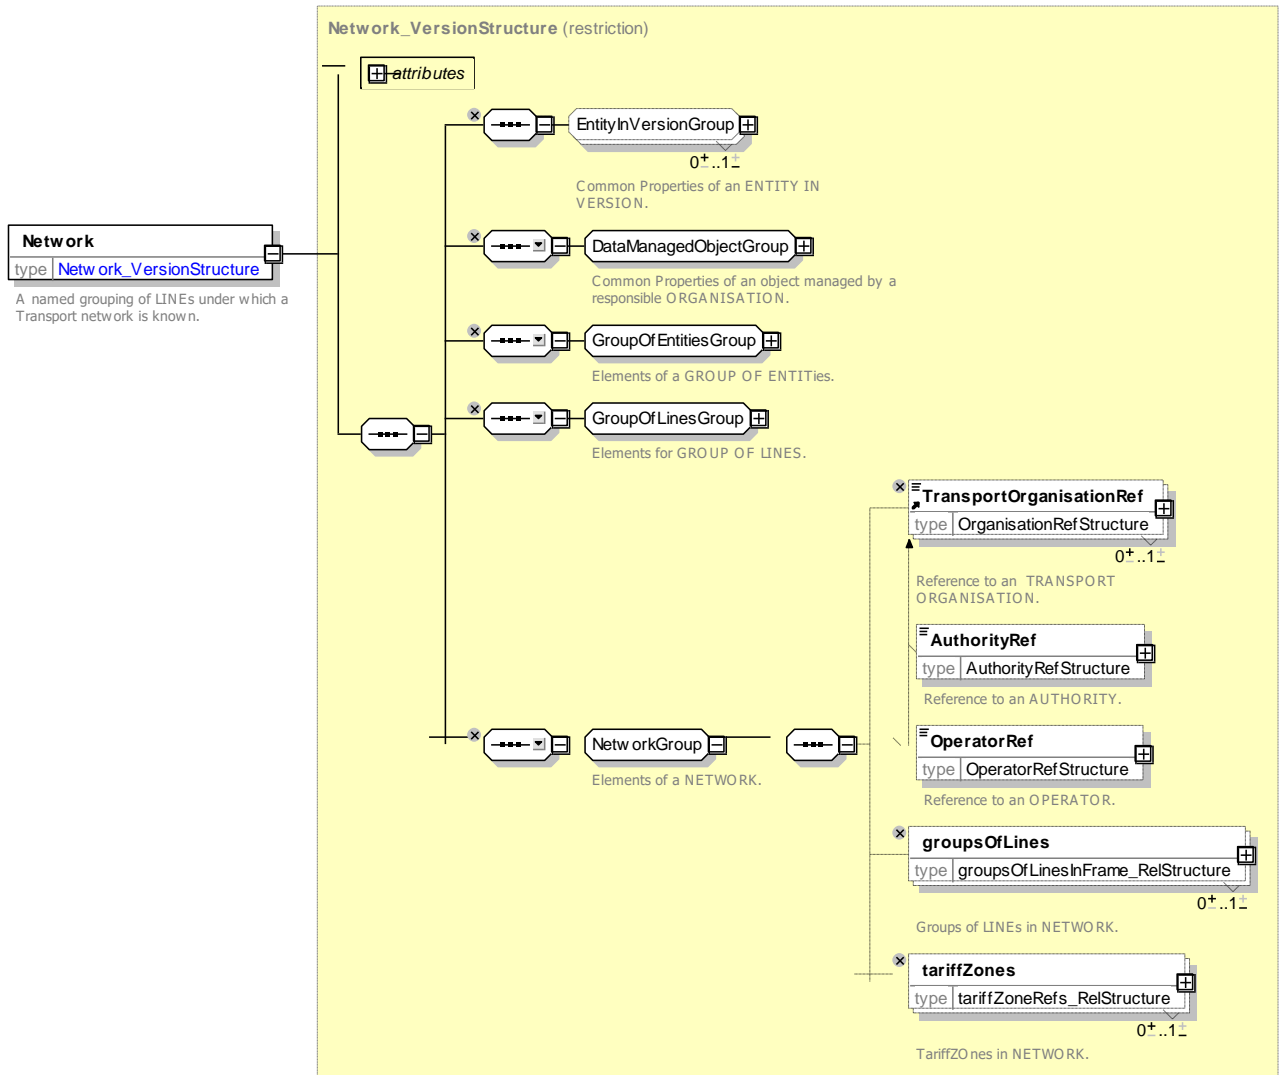 Network_VersionStructure (restriction)
attributes
EntityInVersionGroup
0..1
Common Properties of an ENTITY IN
VERSION.
Network
type Network_VersionStructure
A named grouping of LINEs under which a
Transport network is known.
DataManagedObjectGroup
Common Properties of an object managed by a
responsible ORGANISATION.
GroupOfEntitiesGroup
Elements of a GROUP OF ENTITies.
GroupOfLinesGroup
Elements for GROUP OF LINES.
TransportOrganisationRef
type OrganisationRefStructure
0..1
Reference to an TRANSPORT
ORGANISATION.
AuthorityRef
type AuthorityRefStructure
Reference to an AUTHORITY.
NetworkGroup
Elements of a NETWORK.
OperatorRef
type OperatorRefStructure
Reference to an OPERATOR.
groupsOfLines
type groupsOfLinesInFrame_RelStructure
0..1
Groups of LINEs in NETWORK.
tariffZones
type tariffZoneRefs_RelStructure
0..1
TariffZOnes in NETWORK.